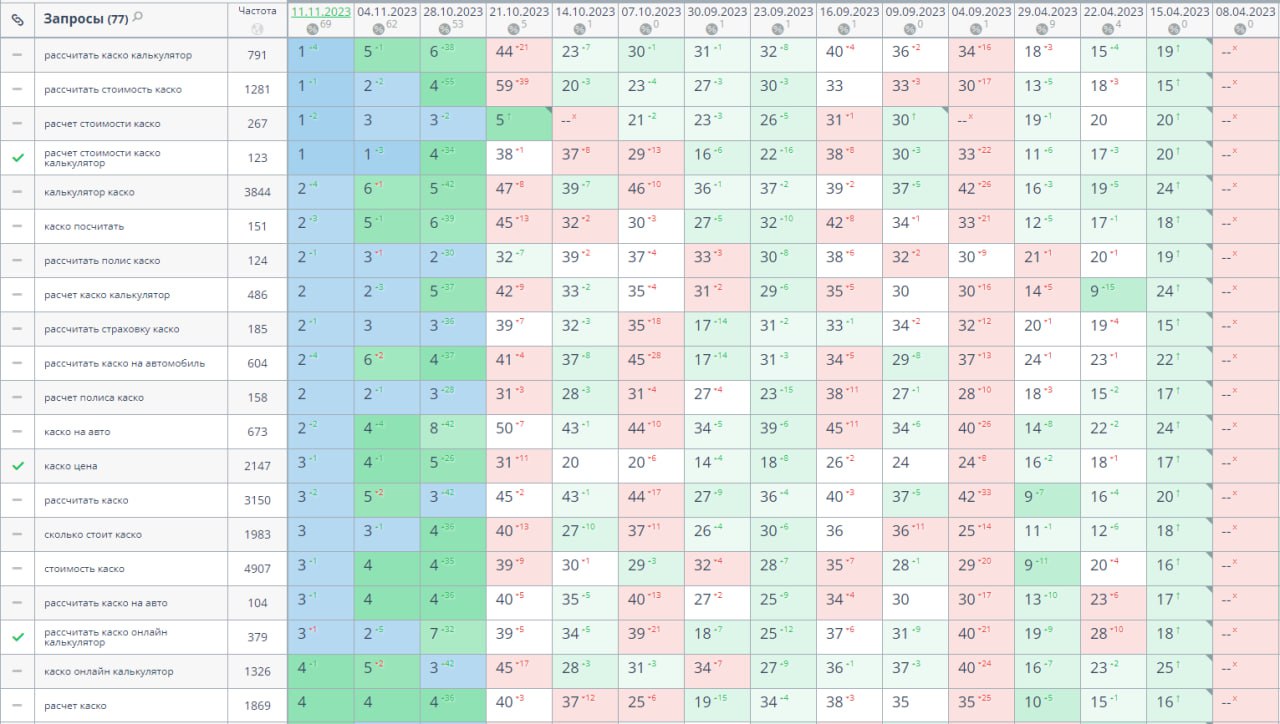 Запросы (77) Частота 11.11.2023 04.11.2023 28.10.2023 21.10.2023 14.10.2023 07.10.2023 30.09.2023 23.09.2023 16.09.2023 09.09.2023 04.09.2023 29.04.2023 22.04.2023 15.04.2023 08.04.2023
% 69 % 62 % 53 % 5 % 1 % 0 % 1 % 1 % 1 % 0 % 1 % 9 % 4 % 0 % 0
рассчитать каско калькулятор 791 1 +4 5 +1 6 +38 44 +21 23 +7 30 +1 31 +1 32 +8 40 +4 36 +2 34 +16 18 +3 15 +4 19 ↑ -- x
рассчитать стоимость каско 1281 1 +1 2 +2 4 +55 59 +39 20 +3 23 +4 27 +3 30 +3 33 33 +3 30 +17 13 +5 18 +3 15 ↑ -- x
расчет стоимости каско 267 1 +2 3 3 +2 5 ↑ -- x 21 +2 23 +3 26 +5 31 +1 30 ↑ -- x 19 +1 20 20 ↑ -- x
расчет стоимости каско
калькулятор 123 1 1 +3 4 +34 38 +1 37 +8 29 +13 16 +6 22 +16 38 +8 30 +3 33 +22 11 +6 17 +3 20 ↑ -- x
калькулятор каско 3844 2 +4 6 +1 5 +42 47 +8 39 +7 46 +10 36 +1 37 +2 39 +2 37 +5 42 +26 16 +3 19 +5 24 ↑ -- x
каско посчитать 151 2 +3 5 +1 6 +39 45 +13 32 +2 30 +3 27 +5 32 +10 42 +8 34 +1 33 +21 12 +5 17 +1 18 ↑ -- x
рассчитать полис каско 124 2 +1 3 +1 2 +30 32 +7 39 +2 37 +4 33 +3 30 +8 38 +6 32 +2 30 +9 21 +1 20 +1 19 ↑ -- x
расчет каско калькулятор 486 2 2 +3 5 +37 42 +9 33 +2 35 +4 31 +2 29 +6 35 +5 30 30 +16 14 +5 9 +15 24 ↑ -- x
рассчитать страховку каско 185 2 +1 3 3 +36 39 +7 32 +3 35 +18 17 +14 31 +2 33 +1 34 +2 32 +12 20 +1 19 +4 15 ↑ -- x
рассчитать каско на автомобиль 604 2 +4 6 +2 4 +37 41 +4 37 +8 45 +28 17 +14 31 +3 34 +5 29 +8 37 +13 24 +1 23 +1 22 ↑ -- x
расчет полиса каско 158 2 2 +1 3 +28 31 +3 28 +3 31 +4 27 +4 23 +15 38 +11 27 +1 28 +10 18 +3 15 +2 17 ↑ -- x
каско на авто 673 2 +2 4 +4 8 +42 50 +7 43 +1 44 +10 34 +5 39 +6 45 +11 34 +6 40 +26 14 +8 22 +2 24 ↑ -- x
каско цена 2147 3 +1 4 +1 5 +26 31 +11 20 20 +6 14 +4 18 +8 26 +2 24 24 +8 16 +2 18 +1 17 ↑ -- x
рассчитать каско 3150 3 +2 5 +2 3 +42 45 +2 43 +1 44 +17 27 +9 36 +4 40 +3 37 +5 42 +33 9 +7 16 +4 20 ↑ -- x
сколько стоит каско 1983 3 3 +1 4 +36 40 +13 27 +10 37 +11 26 +4 30 +6 36 36 +11 25 +14 11 +1 12 +6 18 ↑ -- x
стоимость каско 4907 3 +1 4 4 +35 39 +9 30 +1 29 +3 32 +4 28 +7 35 +7 28 +1 29 +20 9 +11 20 +4 16 ↑ -- x
рассчитать каско на авто 104 3 +1 4 4 +36 40 +5 35 +5 40 +13 27 +2 25 +9 34 +4 30 30 +17 13 +10 23 +6 17 ↑ -- x
рассчитать каско онлайн
калькулятор 379 3 +1 2 +5 7 +32 39 +5 34 +5 39 +21 18 +7 25 +12 37 +6 31 +9 40 +21 19 +9 28 +10 18 ↑ -- x
каско онлайн калькулятор 1326 4 +1 5 +2 3 +42 45 +17 28 +3 31 +3 34 +7 27 +9 36 +1 37 +3 40 +24 16 +7 23 +2 25 ↑ -- x
расчет каско 1869 4 4 4 +36 40 +3 37 +12 25 +6 19 +15 34 +4 38 +3 35 35 +25 10 +5 15 +1 16 ↑ -- x